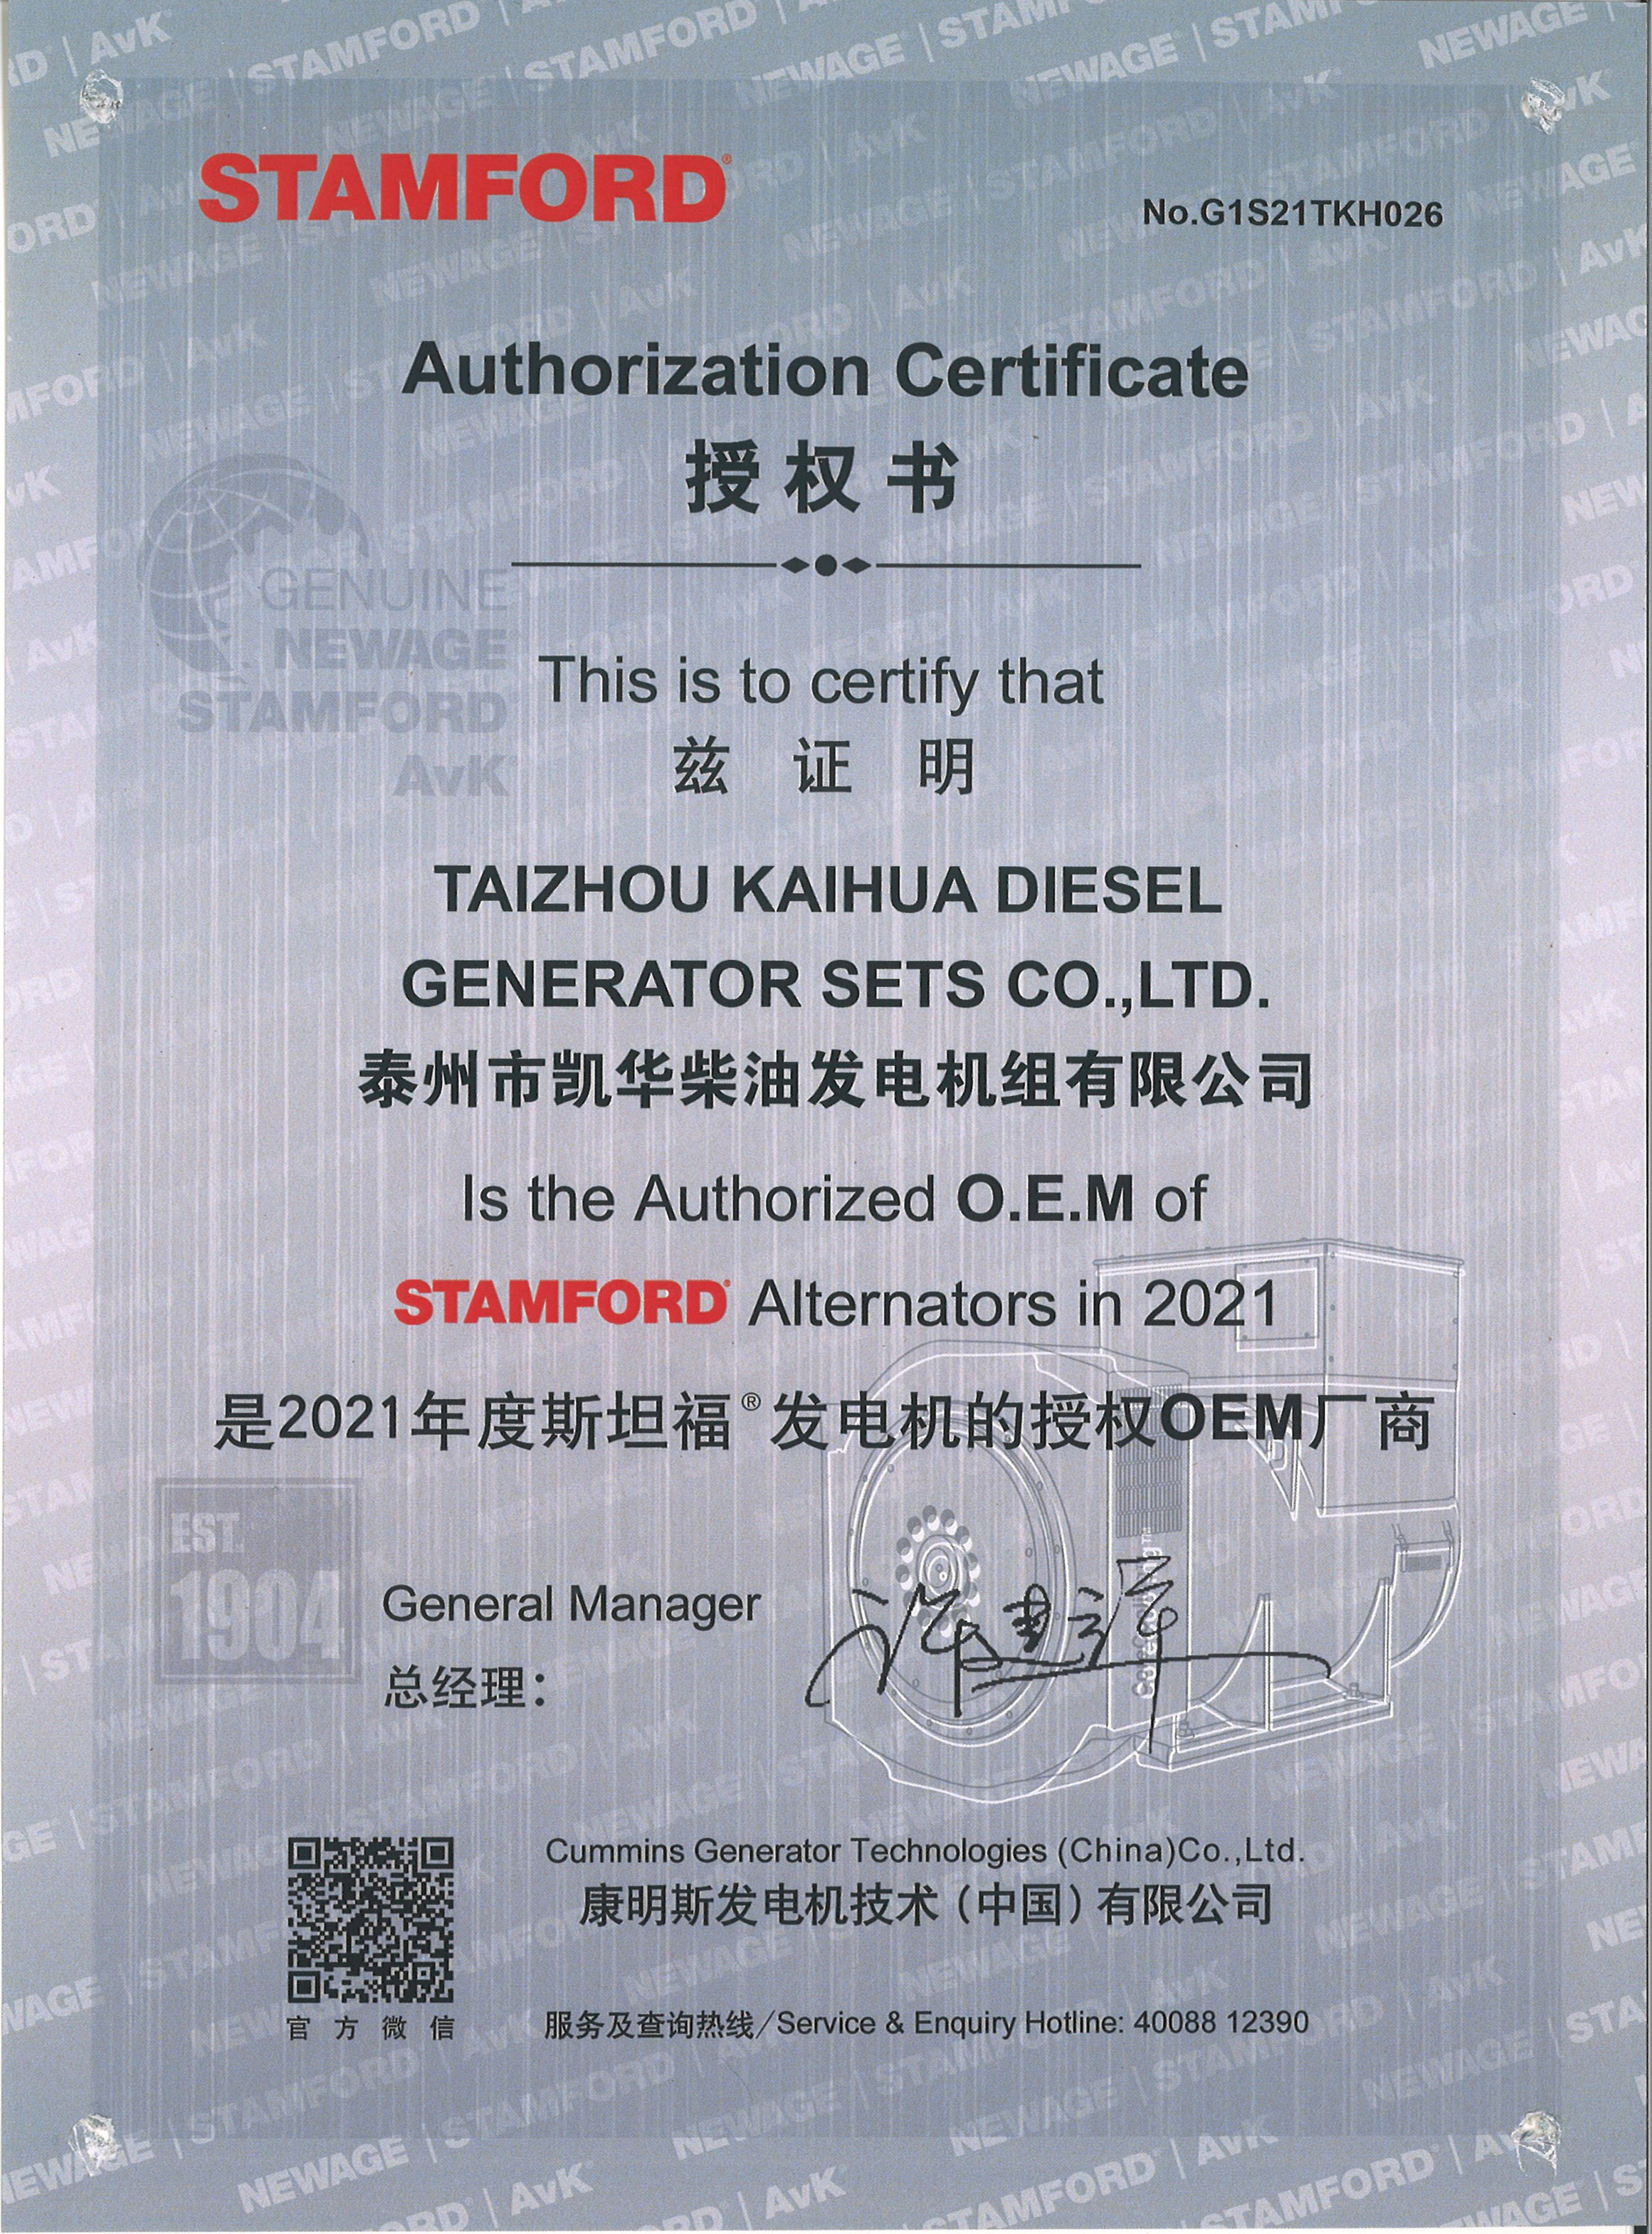 STAMFORD®
No.G1S21TKH026
Authorization Certificate
授权书
GENUINE
NEWAGE
STAMFORD
AvK
This is to certify that
兹 证 明
TAIZHOU KAIHUA DIESEL
GENERATOR SETS CO.,LTD.
泰州市凯华柴油发电机组有限公司
Is the Authorized O.E.M of
STAMFORD® Alternators in 2021
是2021年度斯坦福®发电机的授权OEM厂商
EST.
1904
General Manager
总经理：
Cummins Generator Technologies (China)Co.,Ltd.
康明斯发电机技术（中国）有限公司
官方微信
服务及查询热线/Service & Enquiry Hotline: 40088 12390